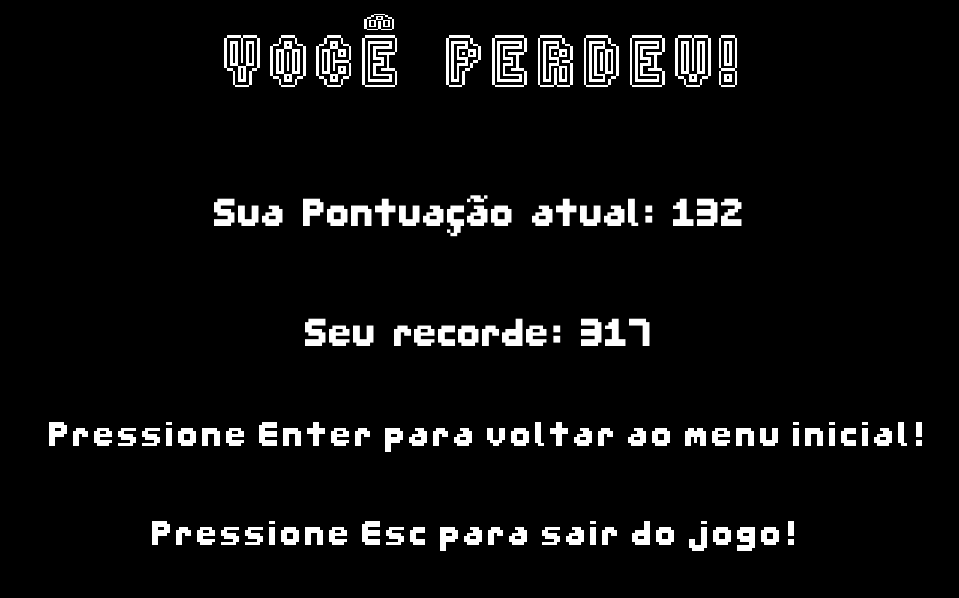 VOCÊ PERDEU!
Sua Pontuação atual: 132
Seu recorde: 317
Pressione Enter para voltar ao menu inicial!
Pressione Esc para sair do jogo!